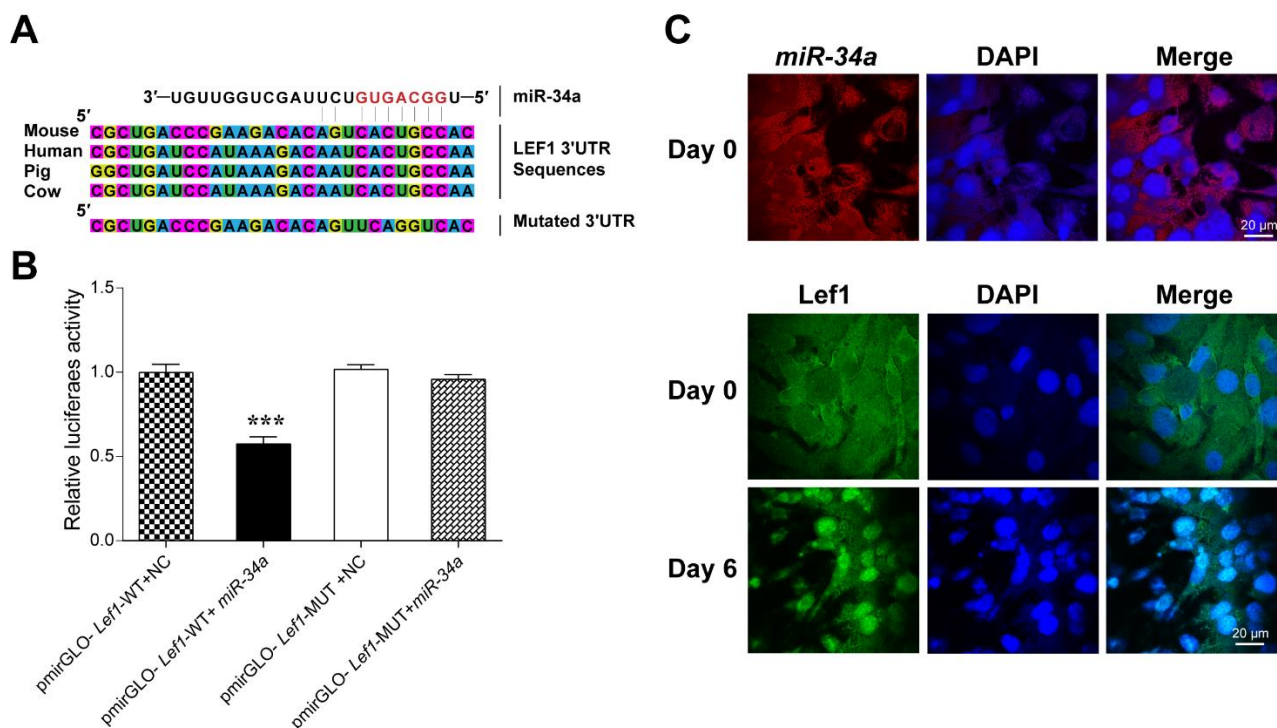 A
3′—UGUUGGUCGAUUCUGUGACGGU—5′ miR-34a
5′
Mouse CGCUGACCCGAAGACACAGUCACUGCCAC
Human CGCUGAUCCAUAAAGACAAUCACUGCCAA
Pig GGCUGAUCCAUAAAGACAAUCACUGCCAA
Cow CGCUGAUCCAUAAAGACAAUCACUGCCAA
LEF1 3'UTR
Sequences
5′
CGCUGACCCGAAGACACAGUUCAGGUCAC Mutated 3'UTR
B
Relative luciferaes activity
1.5
1.0
0.5
0.0
***
pmirGLO- Lef1-WT+NC
pmirGLO- Lef1-WT+ miR-34a
pmirGLO- Lef1-MUT +NC
pmirGLO- Lef1-MUT+miR-34a
C
miR-34a DAPI Merge
Day 0
20 µm
Lef1 DAPI Merge
Day 0
Day 6
20 µm